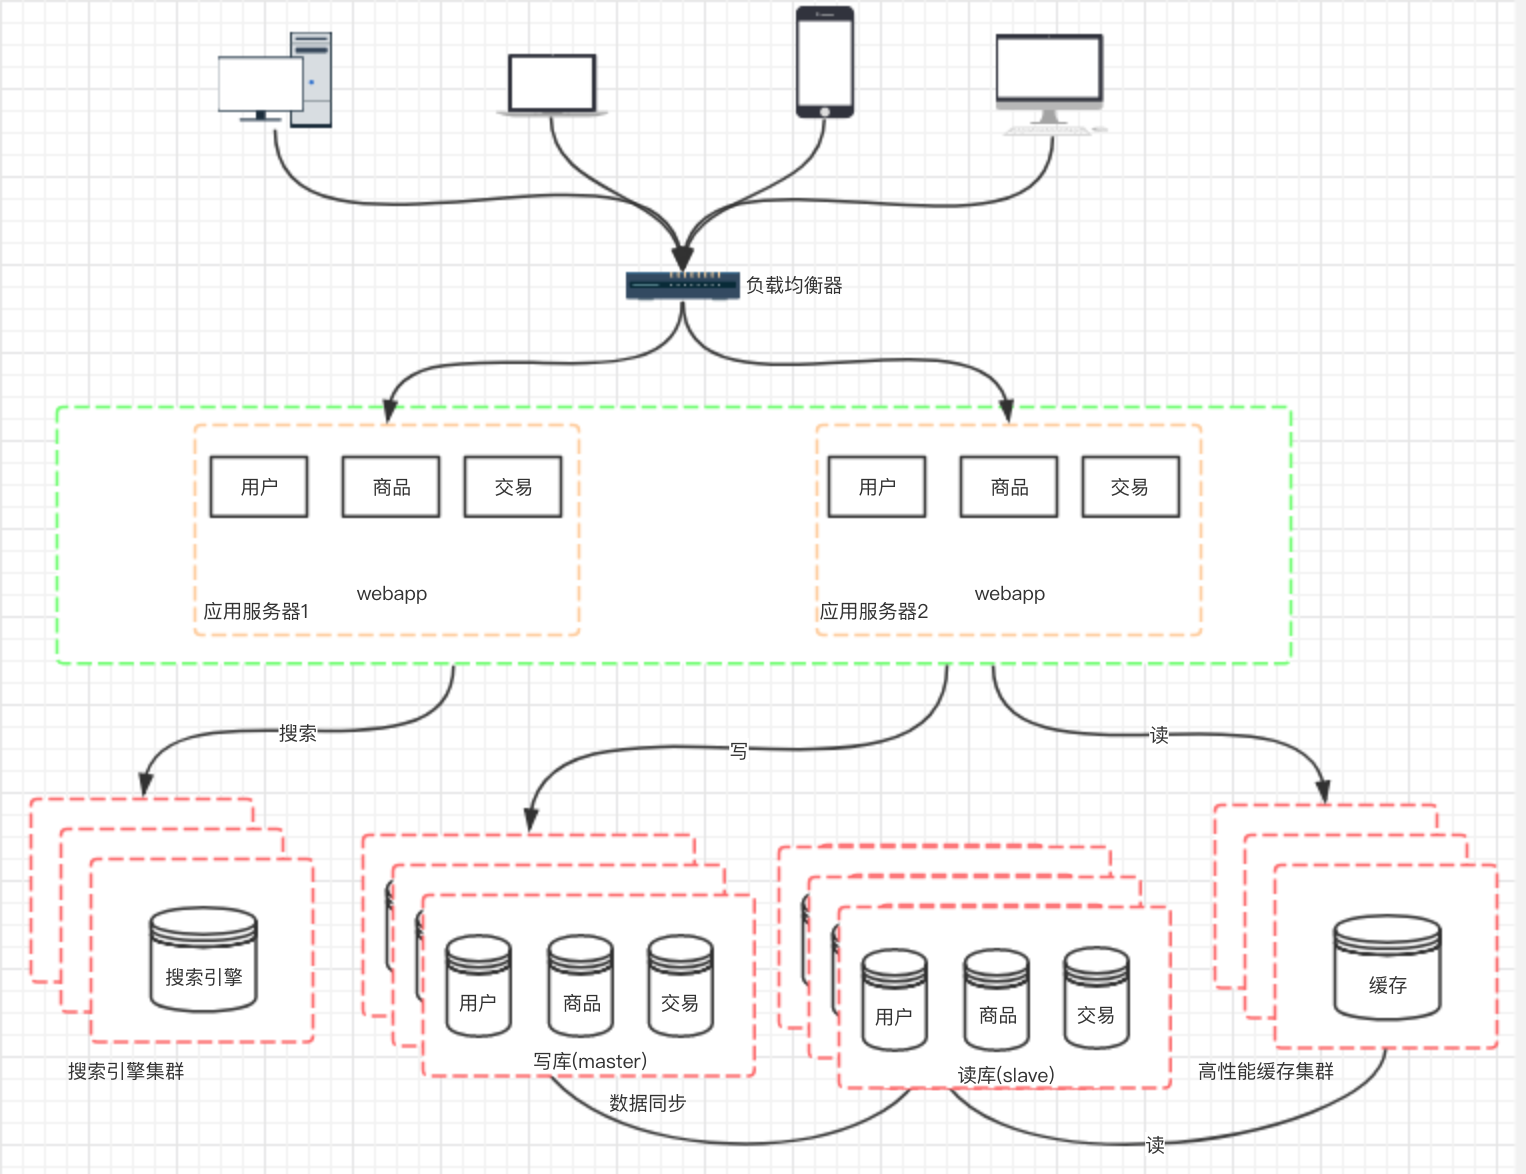 负载均衡器
用户
商品
交易
webapp
应用服务器1
用户
商品
交易
webapp
应用服务器2
搜索
写
读
搜索引擎
搜索引擎集群
用户
商品
交易
写库(master)
用户
商品
交易
读库(slave)
缓存
高性能缓存集群
数据同步
读